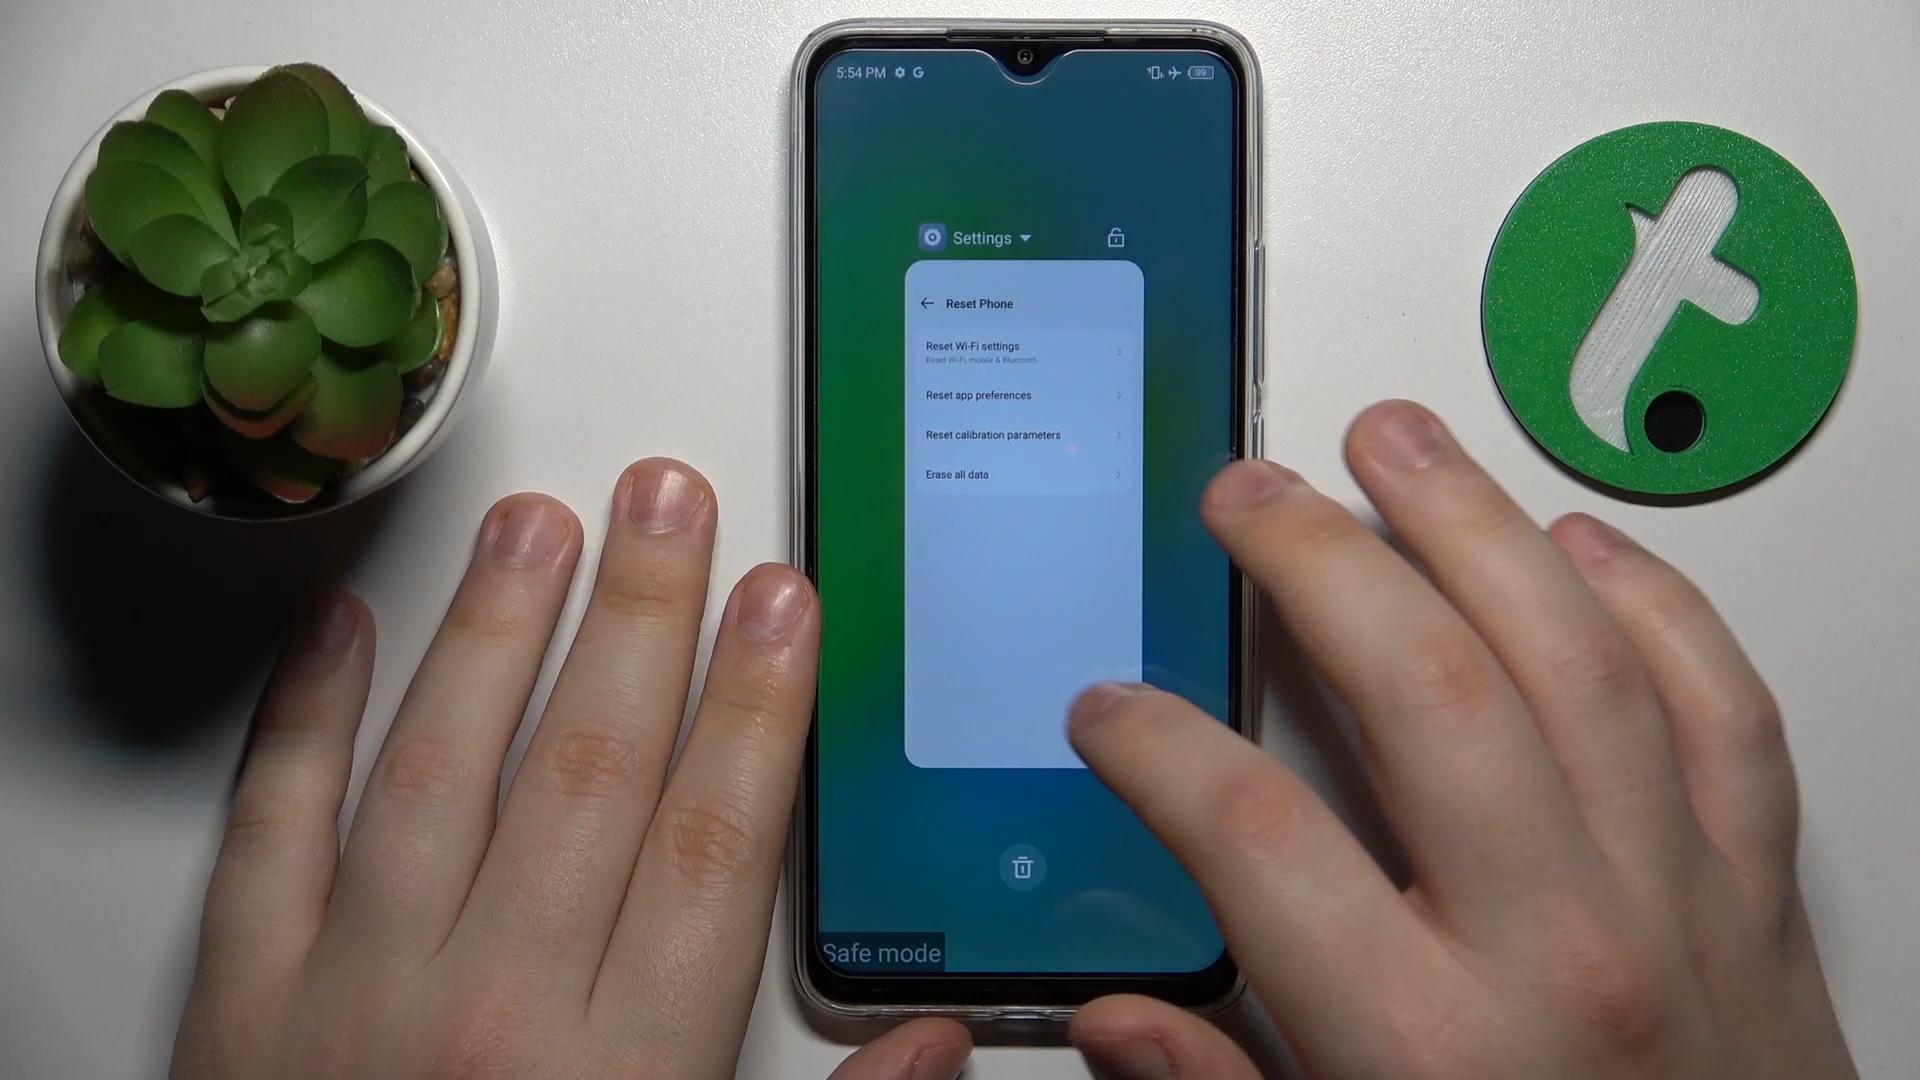 5:54 PM G 99
Settings
Reset Phone
Reset Wi-Fi settings
Reset Wi-Fi, mobile & Bluetooth
Reset app preferences
Reset calibration parameters
Erase all data
Safe mode